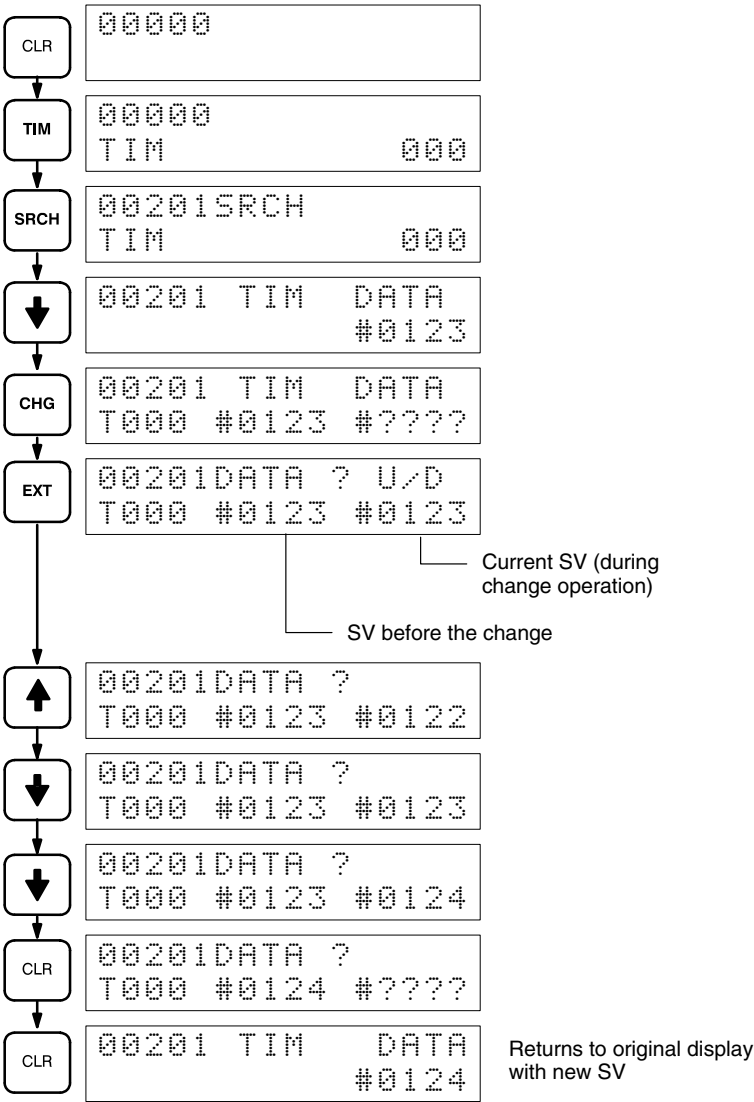 CLR
00000
TIM
00000
TIM 000
SRCH
00201SRCH
TIM 000
00201 TIM DATA
#0123
CHG
00201 TIM DATA
T000 #0123 #????
EXT
00201DATA ? U/D
T000 #0123 #0123
Current SV (during
change operation)
SV before the change
00201DATA ?
T000 #0123 #0122
00201DATA ?
T000 #0123 #0123
00201DATA ?
T000 #0123 #0124
CLR
00201DATA ?
T000 #0124 #????
CLR
00201 TIM DATA
#0124
Returns to original display
with new SV